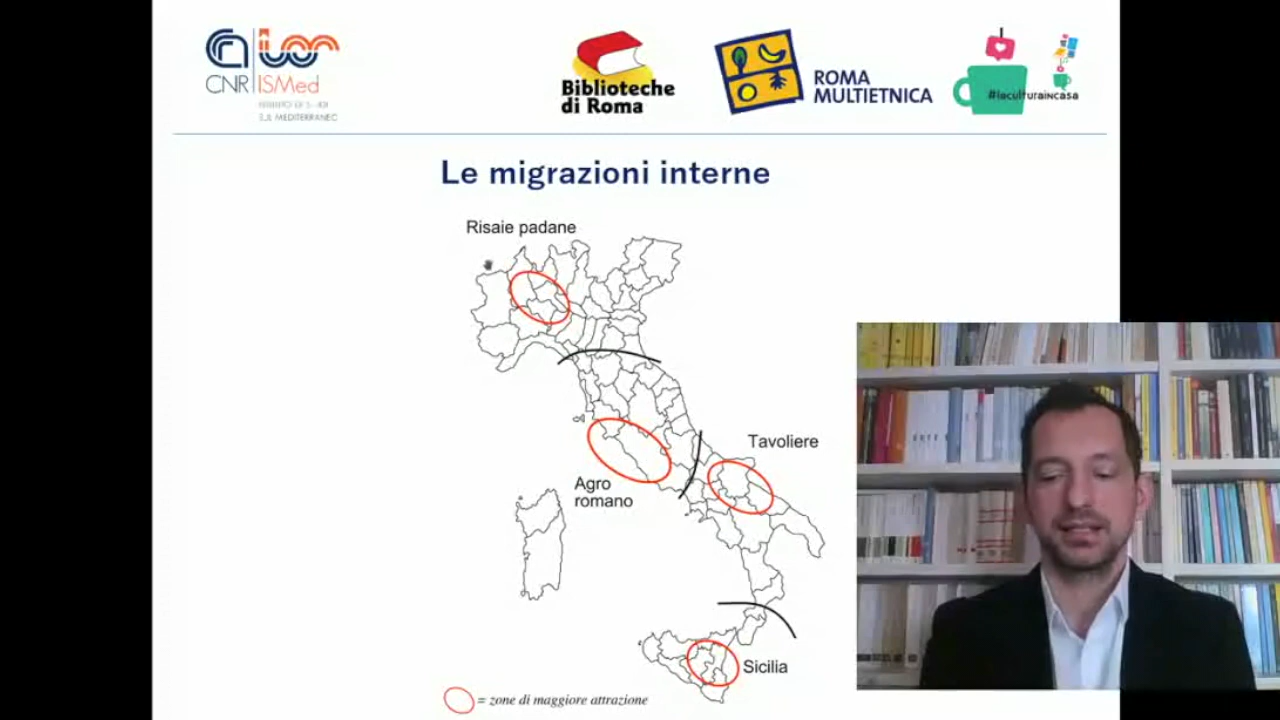 CNR ISMed
Biblioteche
di Roma
ROMA
MULTIETNICA
#laculturaincasa
Le migrazioni interne
Risaie padane
Tavoliere
Agro
romano
Sicilia
= zone di maggiore attrazione